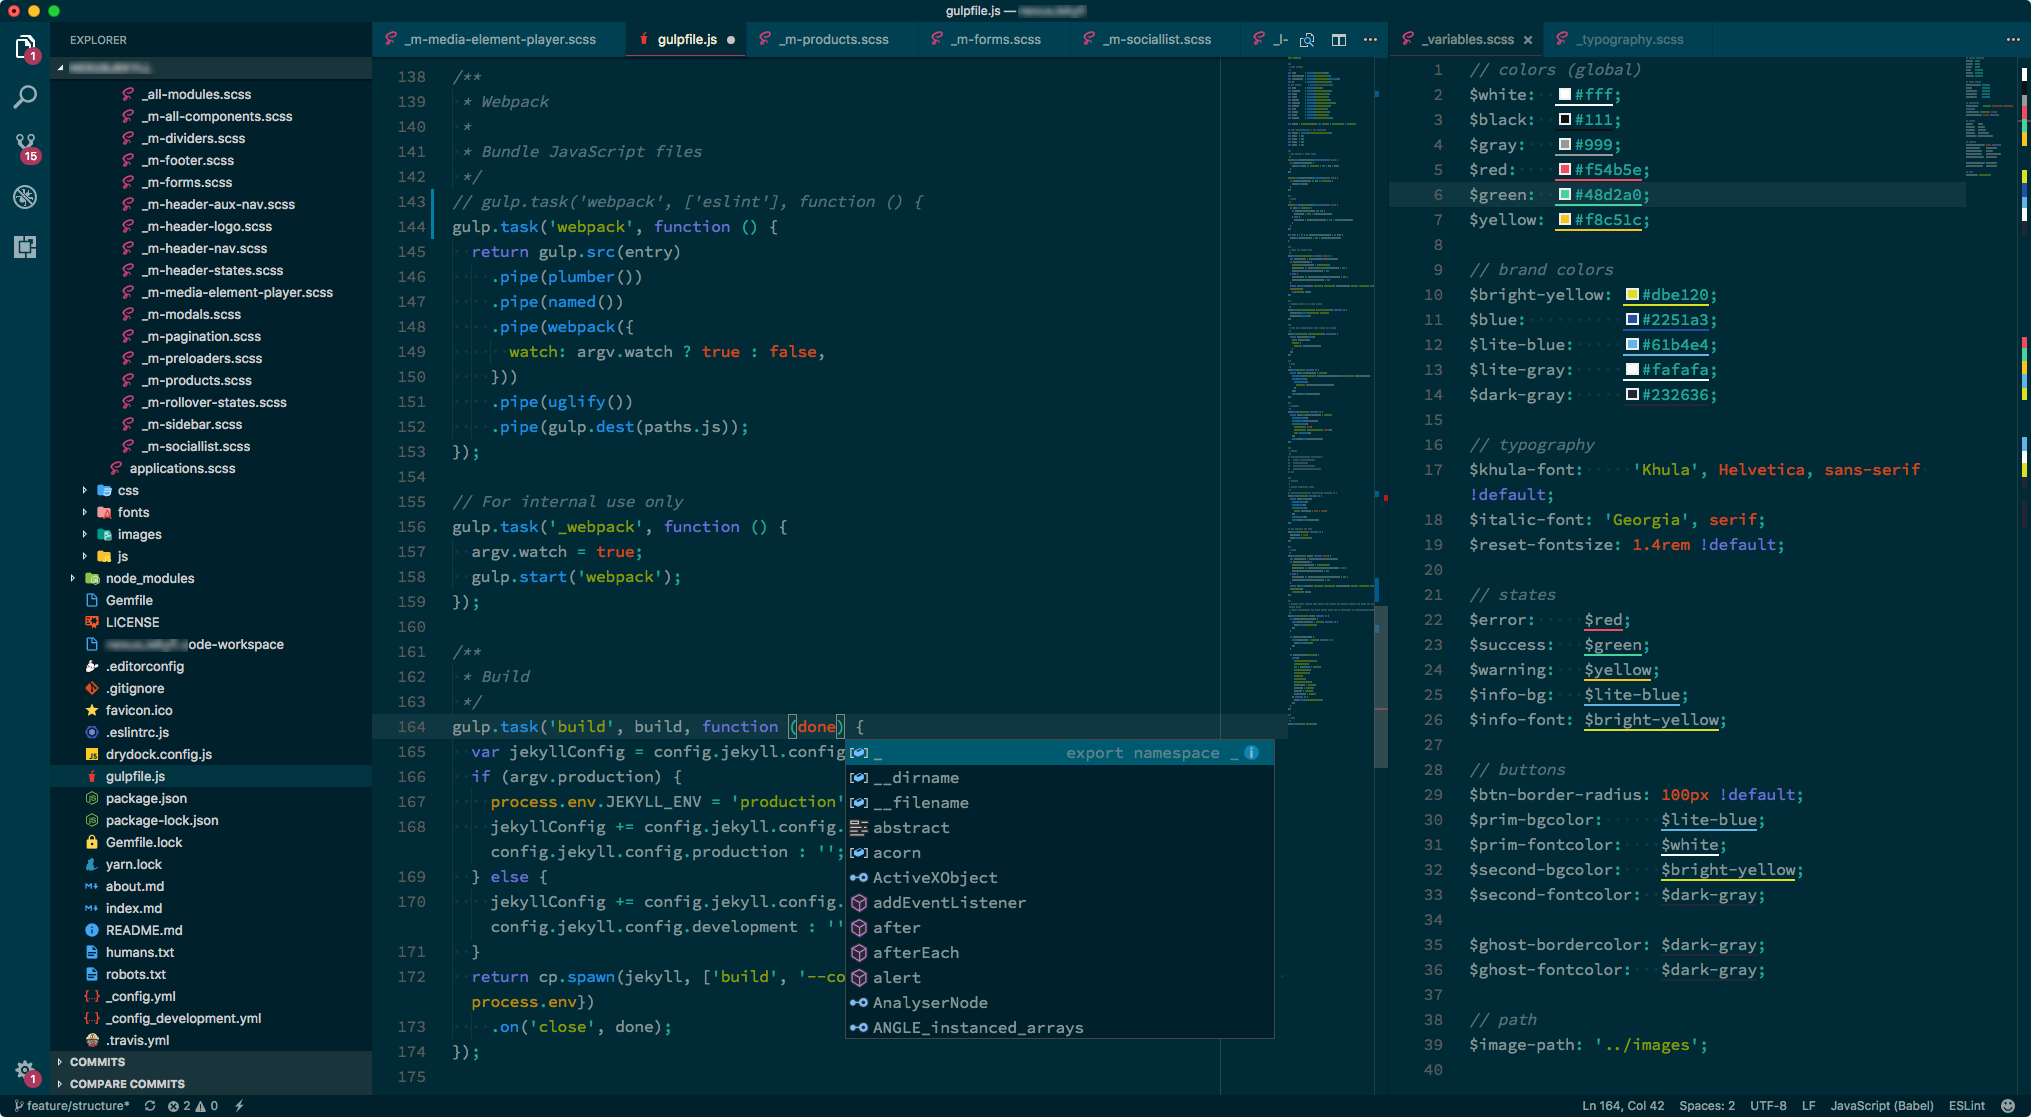 gulpfile.js —
EXPLORER
_all-modules.scss
_m-all-components.scss
_m-dividers.scss
_m-footer.scss
_m-forms.scss
_m-header-aux-nav.scss
_m-header-logo.scss
_m-header-nav.scss
_m-header-states.scss
_m-media-element-player.scss
_m-modals.scss
_m-pagination.scss
_m-preloaders.scss
_m-products.scss
_m-rollover-states.scss
_m-sidebar.scss
_m-sociallist.scss
applications.scss
css
fonts
images
js
node_modules
Gemfile
LICENSE
ode-workspace
.editorconfig
.gitignore
favicon.ico
.eslintrc.js
drydock.config.js
gulpfile.js
package.json
package-lock.json
Gemfile.lock
yarn.lock
about.md
index.md
README.md
humans.txt
robots.txt
_config.yml
_config_development.yml
.travis.yml
COMMITS
COMPARE COMMITS
1
15
1
_m-media-element-player.scss gulpfile.js _m-products.scss _m-forms.scss _m-sociallist.scss _l-
138 /**
139 * Webpack
140 *
141 * Bundle JavaScript files
142 */
143 // gulp.task('webpack', ['eslint'], function () {
144 gulp.task('webpack', function () {
145 return gulp.src(entry)
146 .pipe(plumber())
147 .pipe(named())
148 .pipe(webpack({
149 watch: argv.watch ? true : false,
150 }))
151 .pipe(uglify())
152 .pipe(gulp.dest(paths.js));
153 });
154
155 // For internal use only
156 gulp.task('_webpack', function () {
157 argv.watch = true;
158 gulp.start('webpack');
159 });
160
161 /**
162 * Build
163 */
164 gulp.task('build', build, function (done) {
165 var jekyllConfig = config.jekyll.config
166 if (argv.production) {
167 process.env.JEKYLL_ENV = 'production'
168 jekyllConfig += config.jekyll.config.
config.jekyll.config.production : '';
169 } else {
170 jekyllConfig += config.jekyll.config.
config.jekyll.config.development : ''
171 }
172 return cp.spawn(jekyll, ['build', '--co
process.env})
173 .on('close', done);
174 });
175
_ export namespace _
__dirname
__filename
abstract
acorn
ActiveXObject
addEventListener
after
afterEach
alert
AnalyserNode
ANGLE_instanced_arrays
_variables.scss _typography.scss
1 // colors (global)
2 $white: #fff;
3 $black: #111;
4 $gray: #999;
5 $red: #f54b5e;
6 $green: #48d2a0;
7 $yellow: #f8c51c;
8
9 // brand colors
10 $bright-yellow: #dbe120;
11 $blue: #2251a3;
12 $lite-blue: #61b4e4;
13 $lite-gray: #fafafa;
14 $dark-gray: #232636;
15
16 // typography
17 $khula-font: 'Khula', Helvetica, sans-serif
!default;
18 $italic-font: 'Georgia', serif;
19 $reset-fontsize: 1.4rem !default;
20
21 // states
22 $error: $red;
23 $success: $green;
24 $warning: $yellow;
25 $info-bg: $lite-blue;
26 $info-font: $bright-yellow;
27
28 // buttons
29 $btn-border-radius: 100px !default;
30 $prim-bgcolor: $lite-blue;
31 $prim-fontcolor: $white;
32 $second-bgcolor: $bright-yellow;
33 $second-fontcolor: $dark-gray;
34
35 $ghost-bordercolor: $dark-gray;
36 $ghost-fontcolor: $dark-gray;
37
38 // path
39 $image-path: '../images';
40
feature/structure* 2 0 Ln 164, Col 42 Spaces: 2 UTF-8 LF JavaScript (Babel) ESLint